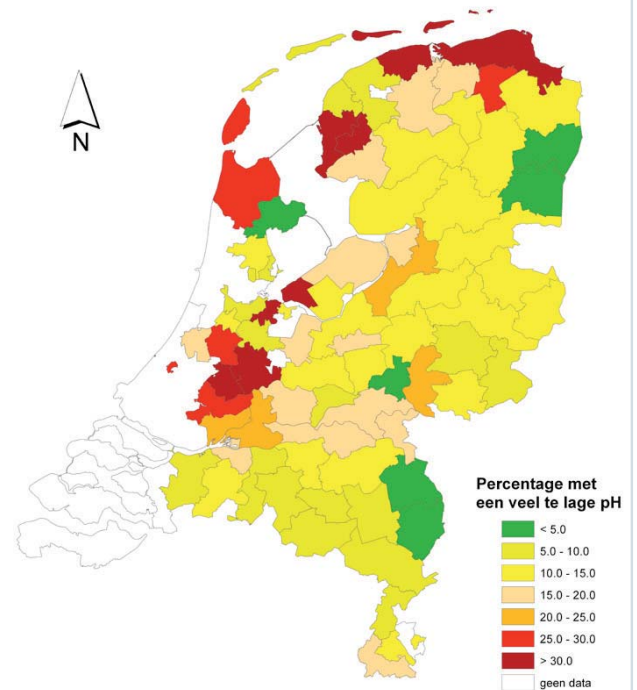 N
Percentage met
een veel te lage pH
< 5.0
5.0 - 10.0
10.0 - 15.0
15.0 - 20.0
20.0 - 25.0
25.0 - 30.0
> 30.0
geen data